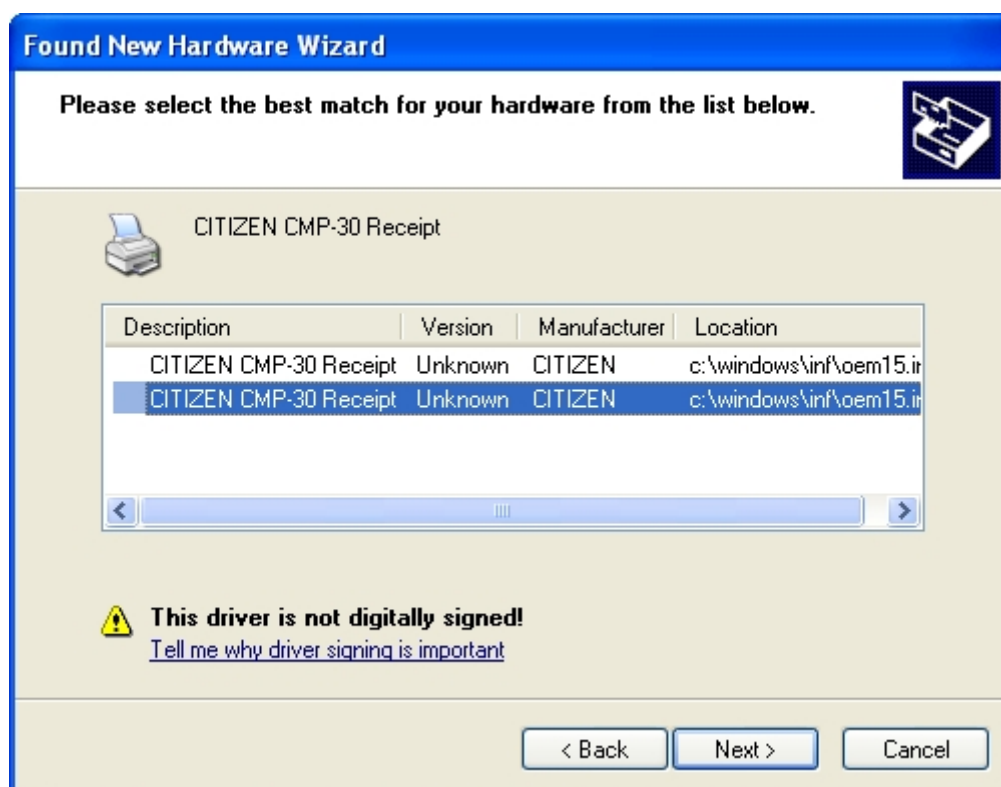 Found New Hardware Wizard
Please select the best match for your hardware from the list below.
CITIZEN CMP-30 Receipt
Description Version Manufacturer Location
CITIZEN CMP-30 Receipt Unknown CITIZEN c:\windows\inf\oem15.in
CITIZEN CMP-30 Receipt Unknown CITIZEN c:\windows\inf\oem15.in
This driver is not digitally signed!
Tell me why driver signing is important
< Back Next > Cancel